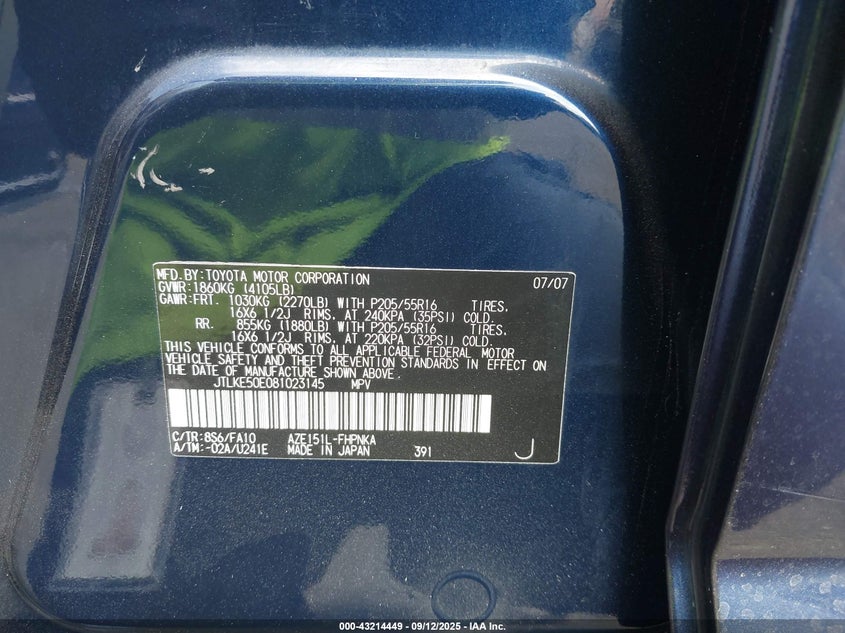 MFD.BY:TOYOTA MOTOR CORPORATION 07/07
GVWR:1860KG (4105LB)
GAWR:FRT. 1030KG (2270LB) WITH P205/55R16 TIRES,
16X6 1/2J RIMS, AT 240KPA (35PSI) COLD.
RR. 855KG (1880LB) WITH P205/55R16 TIRES,
16X6 1/2J RIMS, AT 220KPA (32PSI) COLD.
THIS VEHICLE CONFORMS TO ALL APPLICABLE FEDERAL MOTOR
VEHICLE SAFETY AND THEFT PREVENTION STANDARDS IN EFFECT ON
THE DATE OF MANUFACTURE SHOWN ABOVE.
JTLKE50E081023145 MPV
C/TR:8S6/FA10 AZE151L-FHPNKA
A/TM:-02A/U241E MADE IN JAPAN 391 J
000-43214449 - 09/12/2025 - IAA Inc.